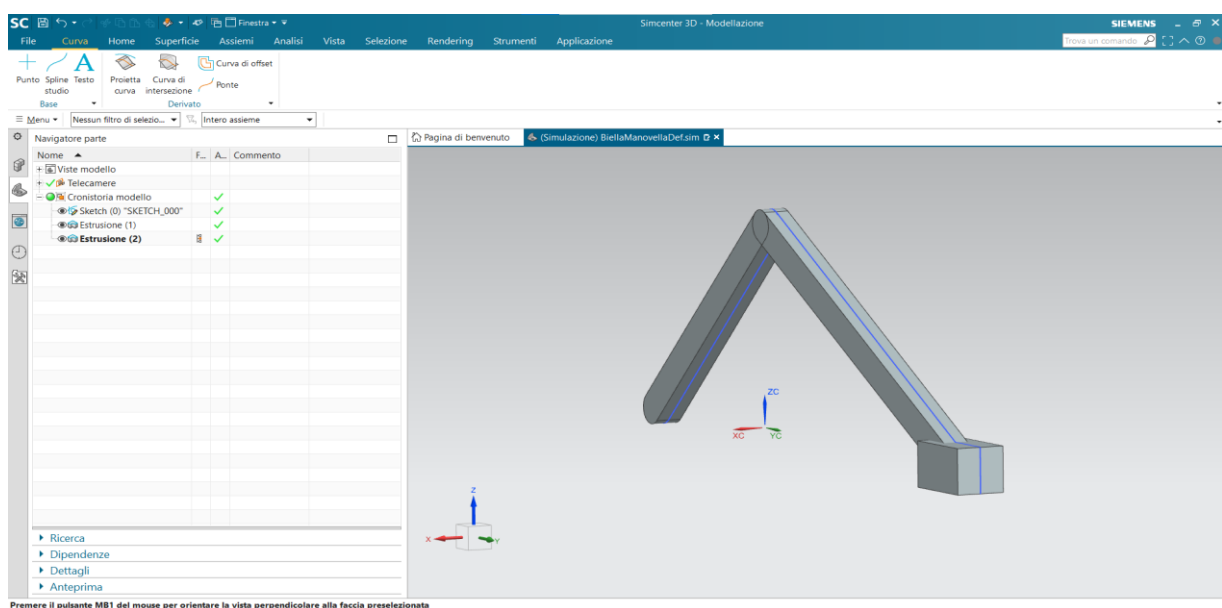 SC Finestra Simcenter 3D - Modellazione SIEMENS
File Curva Home Superficie Assiemi Analisi Vista Selezione Rendering Strumenti Applicazione Trova un comando
Punto Spline studio Testo Proietta curva Curva di intersezione Curva di offset
Ponte
Base Derivato
Menu Nessun filtro di selezio... Intero assieme
Navigatore parte Pagina di benvenuto (Simulazione) BiellaManovellaDef.sim
Nome F... A... Commento
Viste modello
Telecamere
Cronistoria modello
Sketch (0) "SKETCH_000"
Estrusione (1)
Estrusione (2)
ZC
XC YC
Z
X Y
Ricerca
Dipendenze
Dettagli
Anteprima
Premere il pulsante MB1 del mouse per orientare la vista perpendicolare alla faccia preselezionata